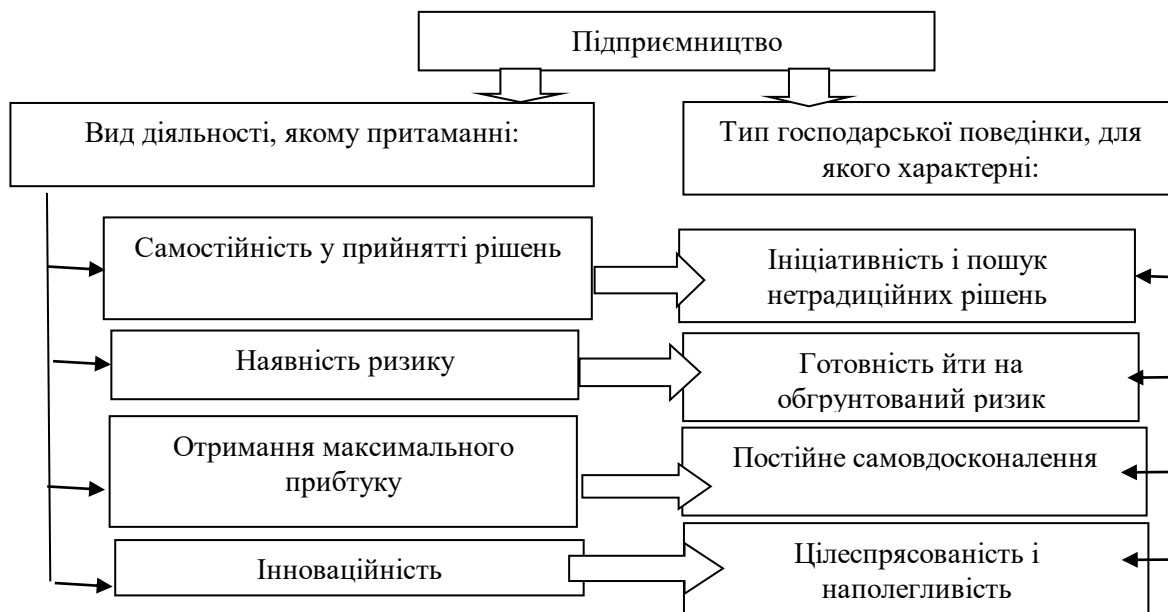 Підприємництво
Вид діяльності, якому притаманні:
Тип господарської поведінки, для
якого характерні:
Самостійність у прийнятті рішень
Ініціативність і пошук
нетрадиційних рішень
Наявність ризику
Готовність йти на
обгрунтований ризик
Отримання максимального
прибтуку
Постійне самовдосконалення
Інноваційність
Цілеспрясованість і
наполегливість